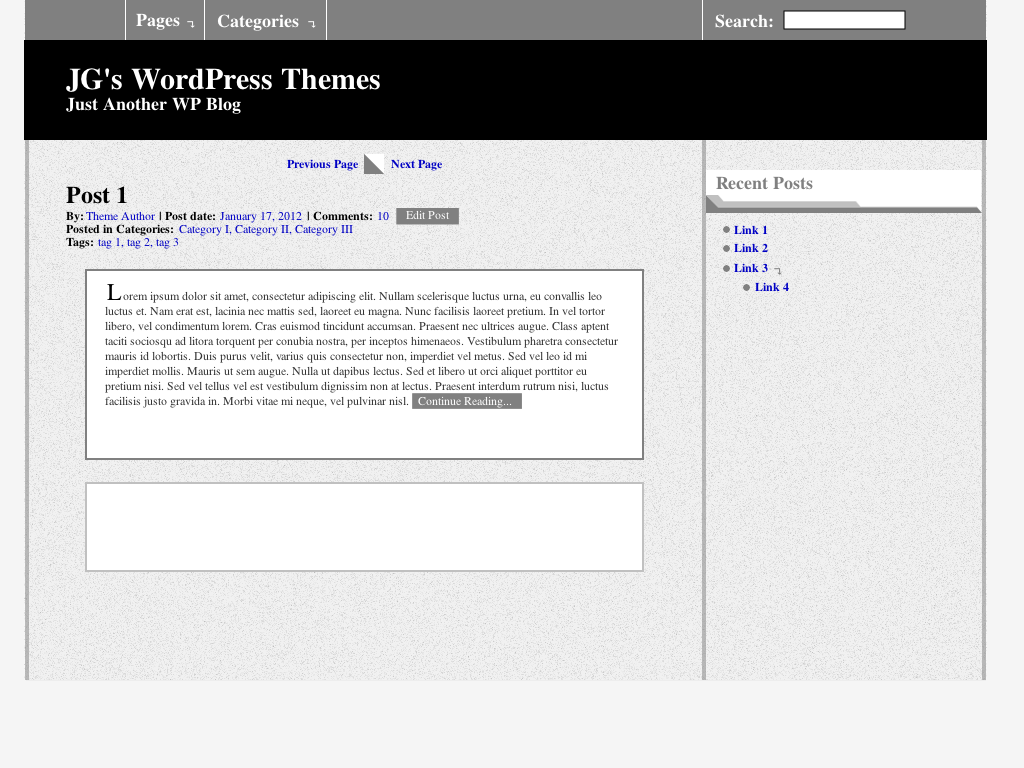 Pages
Categories
Search:
JG's WordPress Themes
Just Another WP Blog
Previous Page Next Page
Post 1
By: Theme Author | Post date: January 17, 2012 | Comments: 10 Edit Post
Posted in Categories: Category I, Category II, Category III
Tags: tag 1, tag 2, tag 3
Lorem ipsum dolor sit amet, consectetur adipiscing elit. Nullam scelerisque luctus urna, eu convallis leo
luctus et. Nam erat est, lacinia nec mattis sed, laoreet eu magna. Nunc facilisis laoreet pretium. In vel tortor
libero, vel condimentum lorem. Cras euismod tincidunt accumsan. Praesent nec ultrices augue. Class aptent
taciti sociosqu ad litora torquent per conubia nostra, per inceptos himenaeos. Vestibulum pharetra consectetur
mauris id lobortis. Duis purus velit, varius quis consectetur non, imperdiet vel metus. Sed vel leo id mi
imperdiet mollis. Mauris ut sem augue. Nulla ut dapibus lectus. Sed et libero ut orci aliquet porttitor eu
pretium nisi. Sed vel tellus vel est vestibulum dignissim non at lectus. Praesent interdum rutrum nisi, luctus
facilisis justo gravida in. Morbi vitae mi neque, vel pulvinar nisl. Continue Reading...
Recent Posts
Link 1
Link 2
Link 3
Link 4